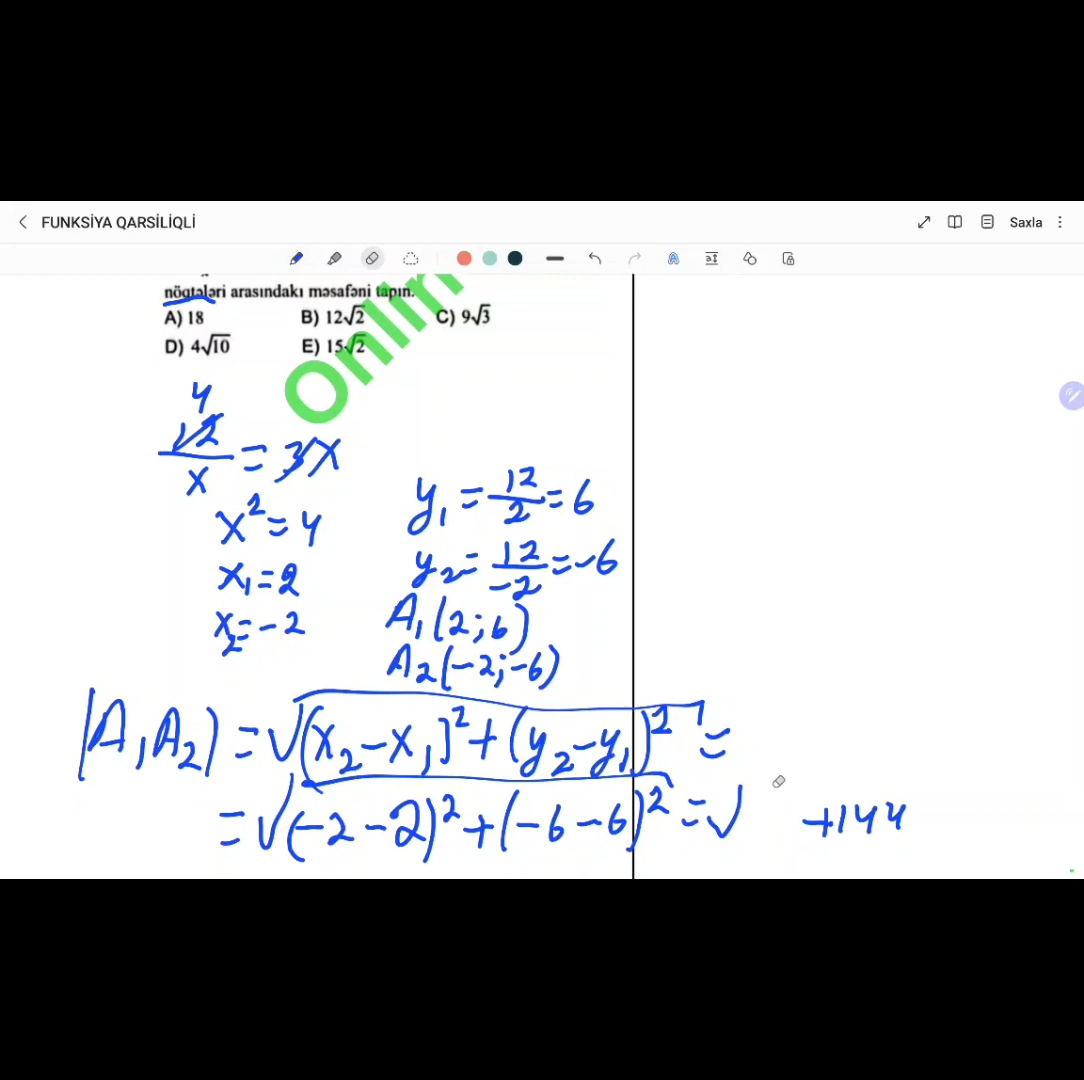 FUNKSİYA QARSİLİQLİ
Saxla
nöqtələri arasındakı məsafəni tapın.
A) 18 B) 12√2 C) 9√3
D) 4√10 E) 15√2
Onlin
4
12/x = 3x
x² = 4
x₁ = 2
x₂ = -2
y₁ = 12/2 = 6
y₂ = 12/-2 = -6
A₁(2;6)
A₂(-2;-6)
|A₁A₂| = √(x₂-x₁)² + (y₂-y₁)² =
= √(-2-2)² + (-6-6)² = √ +144